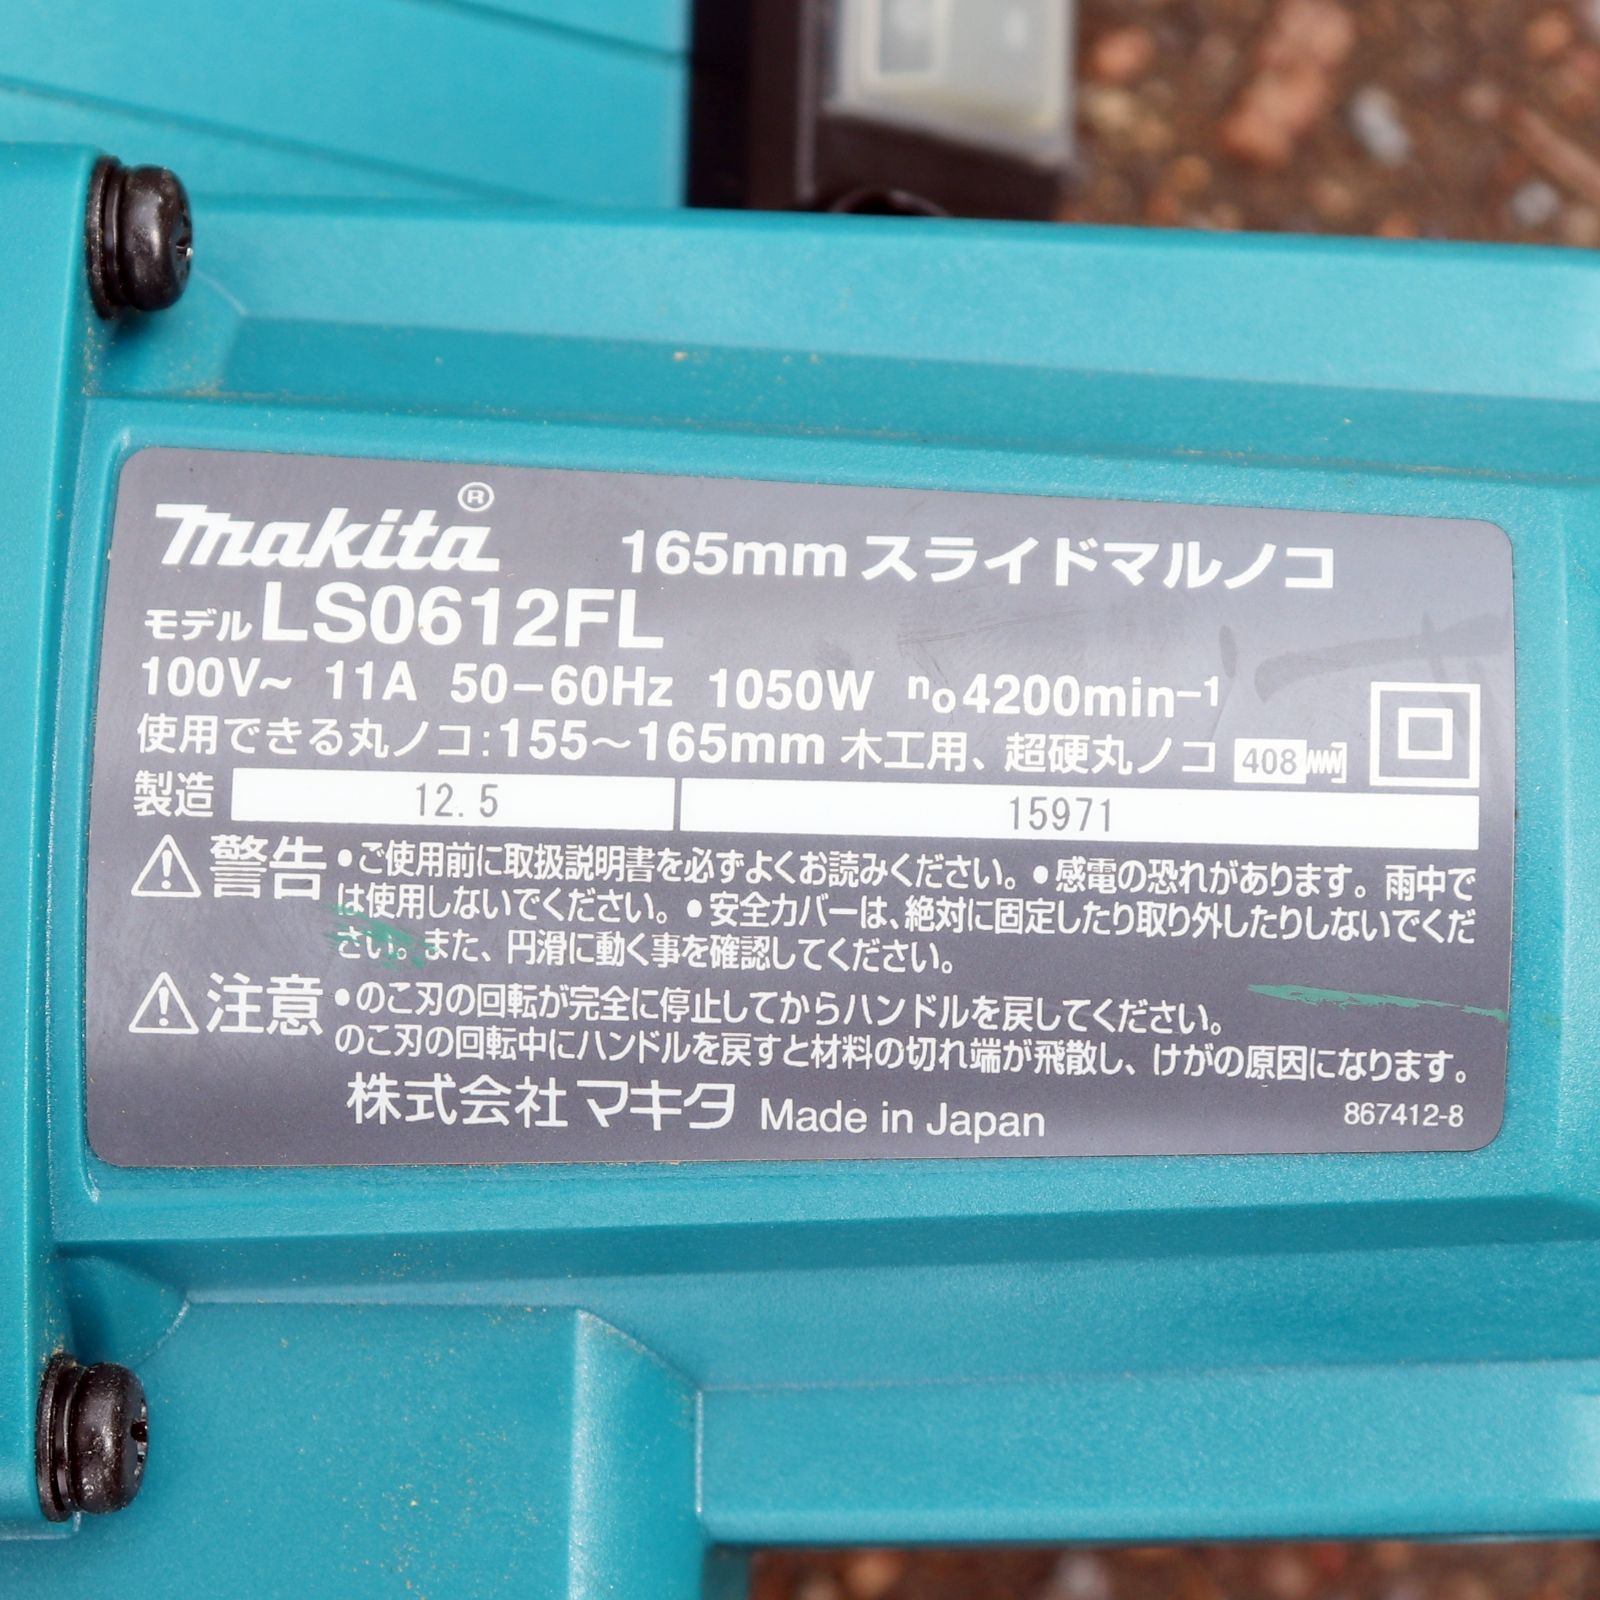 makita® 165mm スライドマルノコ
モデル LS0612FL
100V~ 11A 50-60Hz 1050W no 4200min-1
使用できる丸ノコ:155~165mm 木工用、超硬丸ノコ 408
製造 12.5 15971
⚠警告 •ご使用前に取扱説明書を必ずよくお読みください。•感電の恐れがあります。雨中で
は使用しないでください。•安全カバーは、絶対に固定したり取り外したりしないでくだ
さい。また、円滑に動く事を確認してください。
⚠注意 •のこ刃の回転が完全に停止してからハンドルを戻してください。
のこ刃の回転中にハンドルを戻すと材料の切れ端が飛散し、けがの原因になります。
株式会社マキタ Made in Japan 867412-8